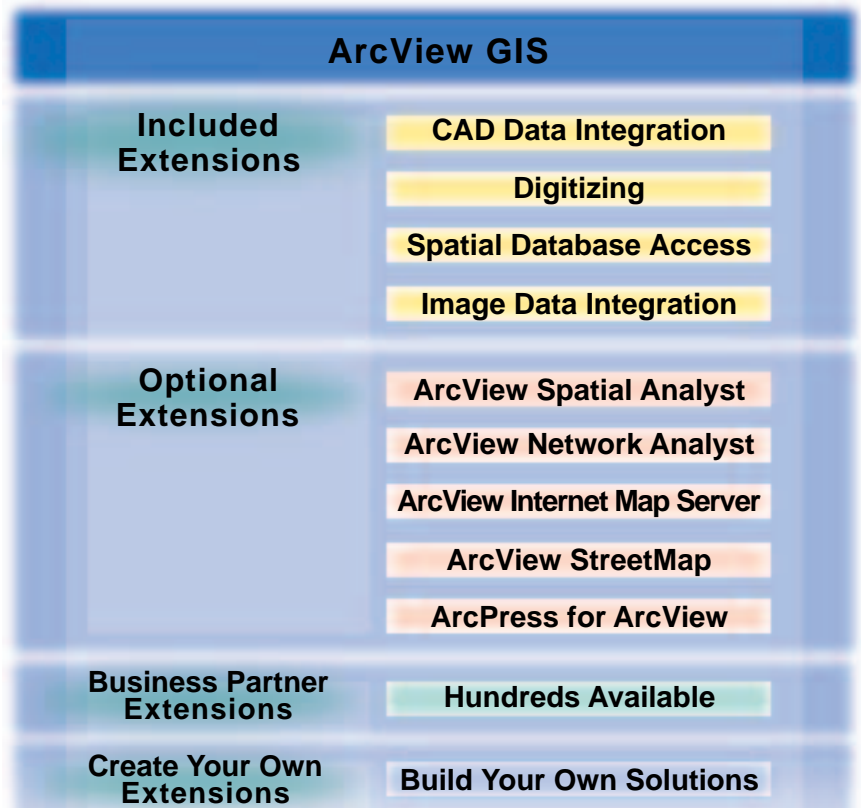 ArcView GIS
Included
Extensions
CAD Data Integration
Digitizing
Spatial Database Access
Image Data Integration
Optional
Extensions
ArcView Spatial Analyst
ArcView Network Analyst
ArcView Internet Map Server
ArcView StreetMap
ArcPress for ArcView
Business Partner
Extensions
Hundreds Available
Create Your Own
Extensions
Build Your Own Solutions